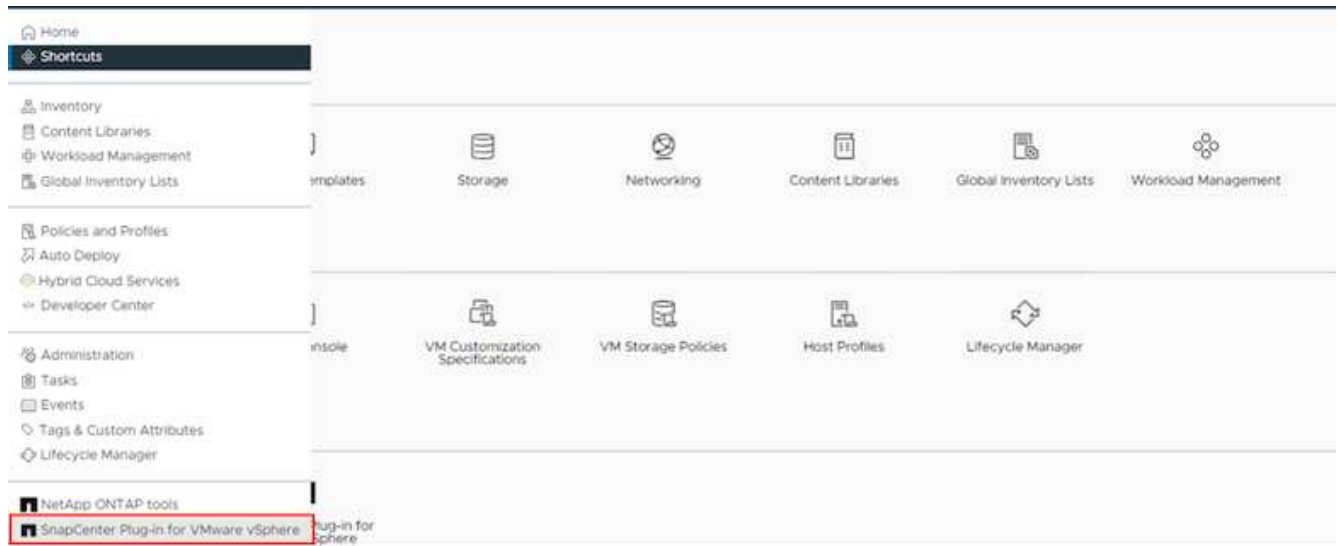 Home
Shortcuts
Inventory
Content Libraries
Workload Management
Global Inventory Lists
Policies and Profiles
Auto Deploy
Hybrid Cloud Services
Developer Center
Administration
Tasks
Events
Tags & Custom Attributes
Lifecycle Manager
NetApp ONTAP tools
SnapCenter Plug-in for VMware vSphere
emplates
Storage
Networking
Content Libraries
Global Inventory Lists
Workload Management
onsole
VM Customization
Specifications
VM Storage Policies
Host Profiles
Lifecycle Manager
Plug-in for
Sphere